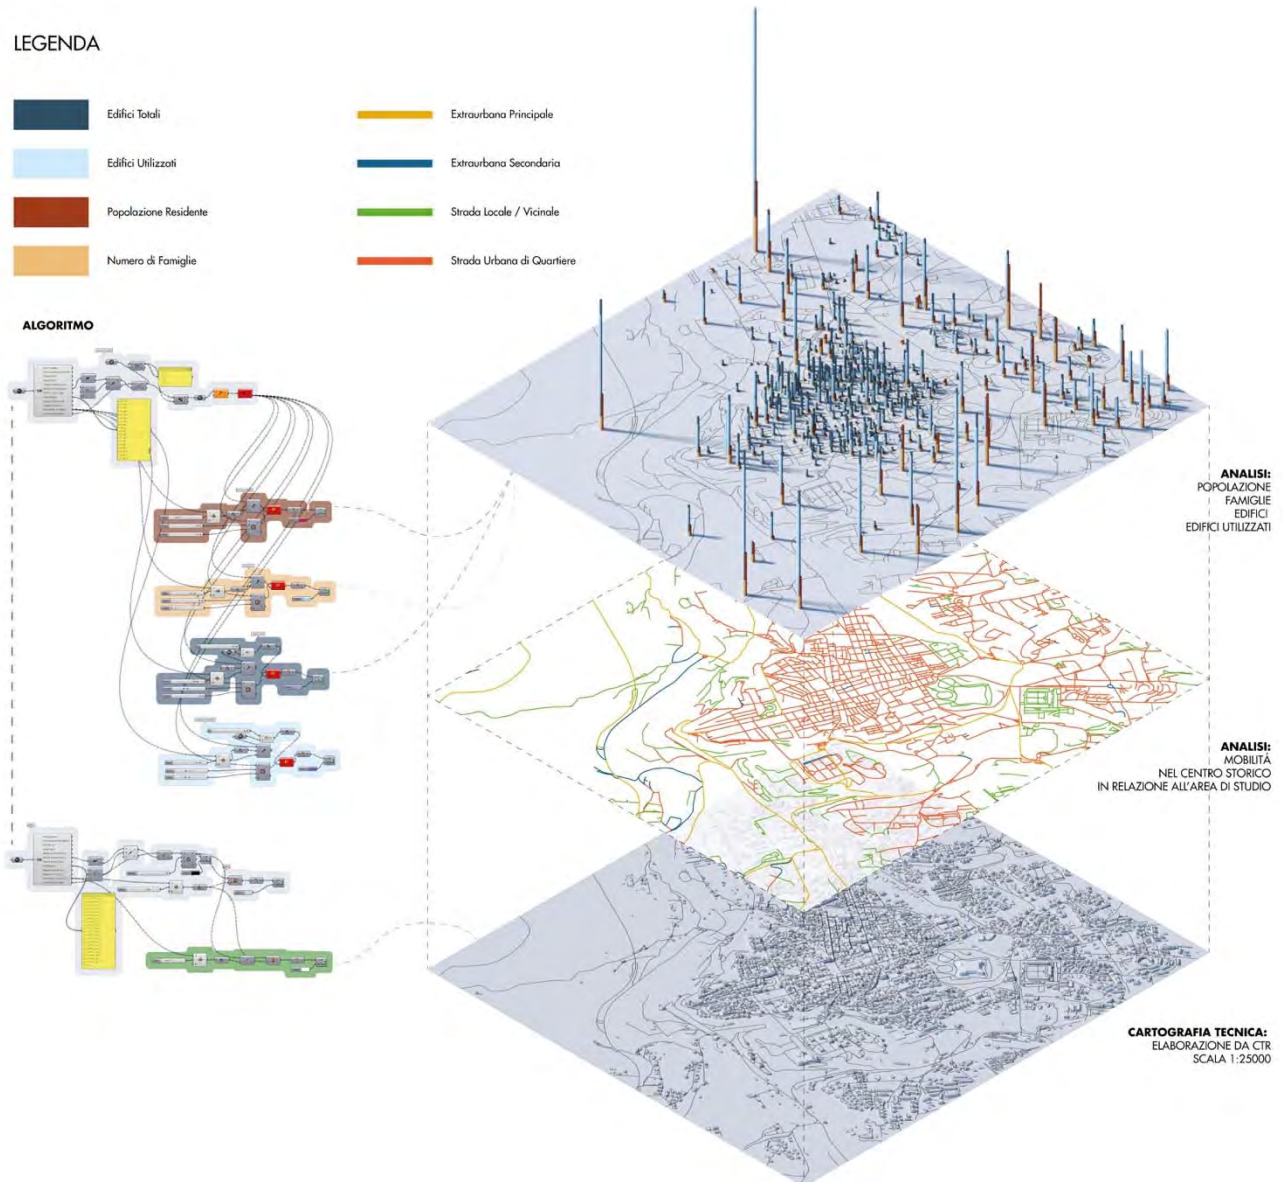 LEGENDA
Edifici Totali
Edifici Utilizzati
Popolazione Residente
Numero di Famiglie
Extraurbana Principale
Extraurbana Secondaria
Strada Locale / Vicinale
Strada Urbana di Quartiere
ALGORITMO
ANALISI:
POPOLAZIONE
FAMIGLIE
EDIFICI
EDIFICI UTILIZZATI
ANALISI:
MOBILITÀ
NEL CENTRO STORICO
IN RELAZIONE ALL'AREA DI STUDIO
CARTOGRAFIA TECNICA:
ELABORAZIONE DA CTR
SCALA 1:25000